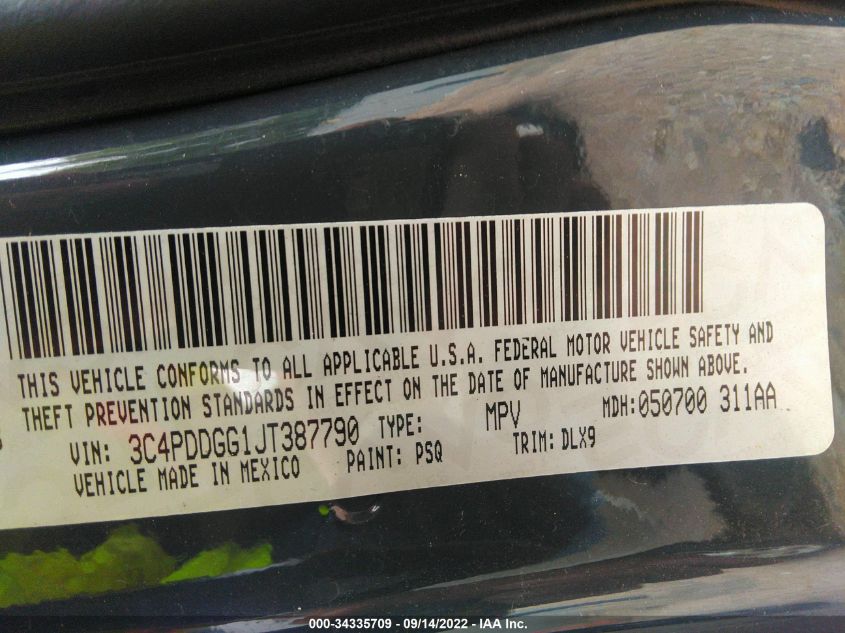 THIS VEHICLE CONFORMS TO ALL APPLICABLE U.S.A. FEDERAL MOTOR VEHICLE SAFETY AND
THEFT PREVENTION STANDARDS IN EFFECT ON THE DATE OF MANUFACTURE SHOWN ABOVE.
VIN: 3C4PDDGG1JT387790 TYPE: MPV MDH:050700 311AA
VEHICLE MADE IN MEXICO PAINT: PSQ TRIM: DLX9
000-34335709 - 09/14/2022 - IAA Inc.